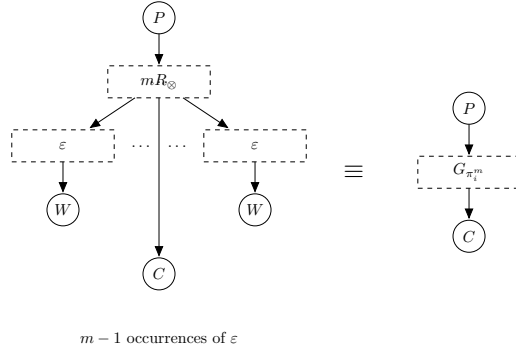 P
mR⊗
ε … … ε
W W
C
≡
P
G_{π_i^m}
C
m − 1 occurrences of ε